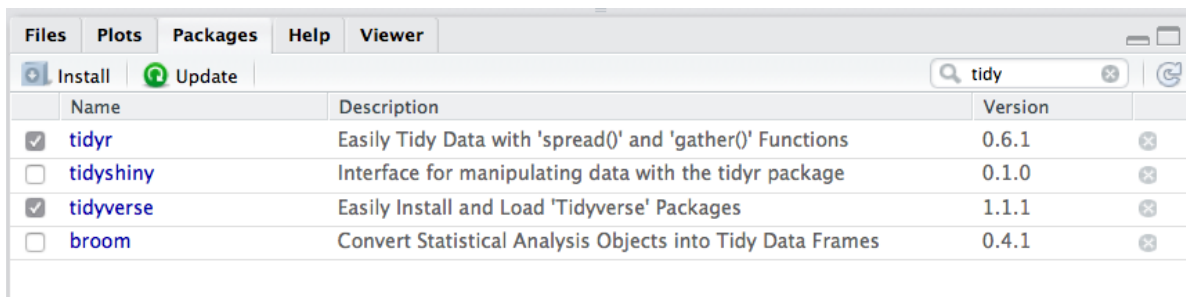 Files Plots Packages Help Viewer
Install Update tidy
Name Description Version
tidyr Easily Tidy Data with 'spread()' and 'gather()' Functions 0.6.1
tidyshiny Interface for manipulating data with the tidyr package 0.1.0
tidyverse Easily Install and Load 'Tidyverse' Packages 1.1.1
broom Convert Statistical Analysis Objects into Tidy Data Frames 0.4.1